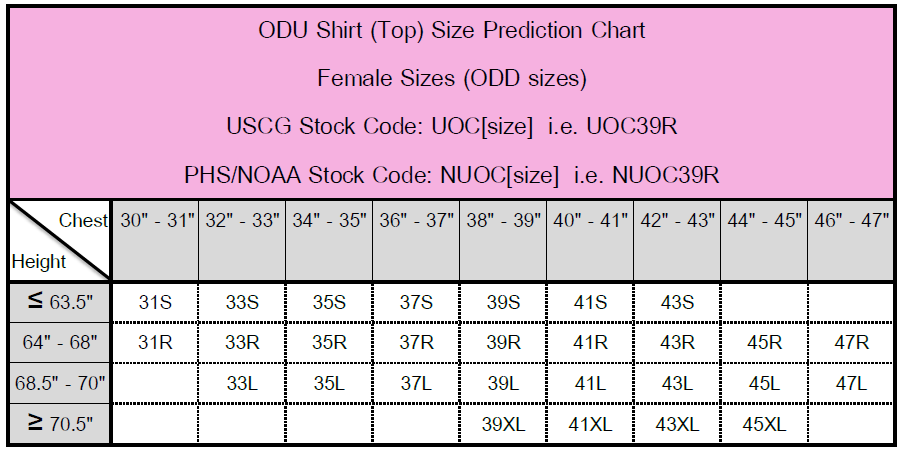 ODU Shirt (Top) Size Prediction Chart
Female Sizes (ODD sizes)
USCG Stock Code: UOC[size]  i.e. UOC39R
PHS/NOAA Stock Code: NUOC[size]  i.e. NUOC39R
Chest 30" - 31" 32" - 33" 34" - 35" 36" - 37" 38" - 39" 40" - 41" 42" - 43" 44" - 45" 46" - 47"
Height
≤ 63.5" 31S 33S 35S 37S 39S 41S 43S
64" - 68" 31R 33R 35R 37R 39R 41R 43R 45R 47R
68.5" - 70" 33L 35L 37L 39L 41L 43L 45L 47L
≥ 70.5" 39XL 41XL 43XL 45XL